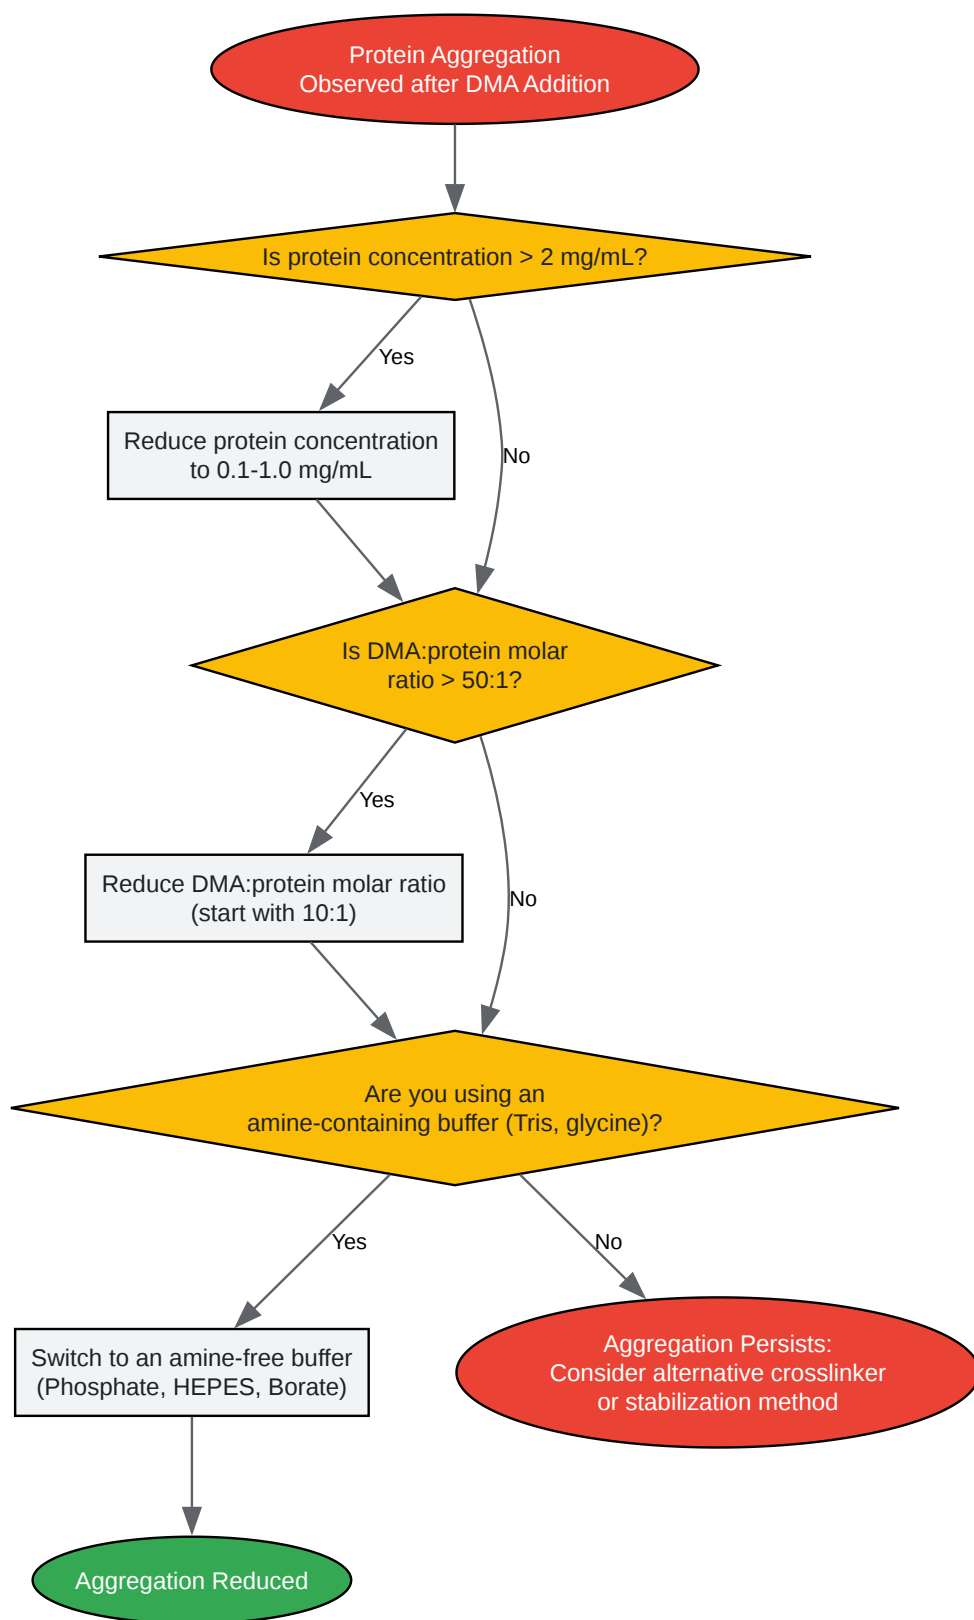 Protein Aggregation
Observed after DMA Addition
Is protein concentration > 2 mg/mL?
Yes
Reduce protein concentration
to 0.1-1.0 mg/mL
No
Is DMA:protein molar
ratio > 50:1?
Yes
Reduce DMA:protein molar ratio
(start with 10:1)
No
Are you using an
amine-containing buffer (Tris, glycine)?
Yes
No
Switch to an amine-free buffer
(Phosphate, HEPES, Borate)
Aggregation Persists:
Consider alternative crosslinker
or stabilization method
Aggregation Reduced